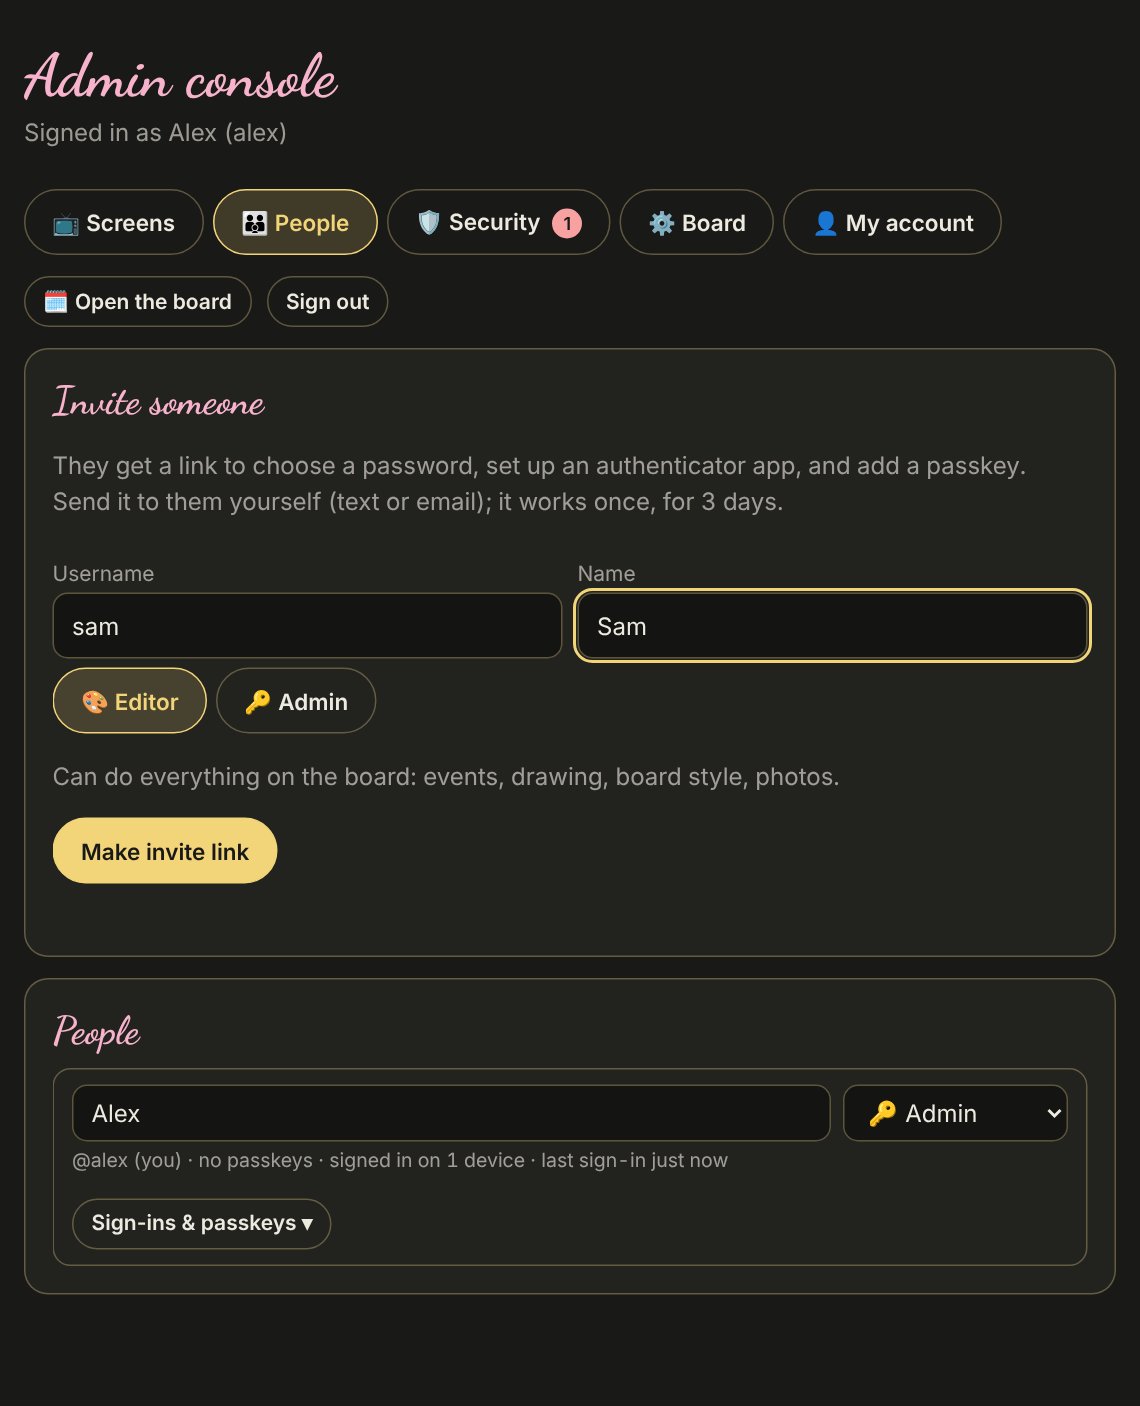 Admin console
Signed in as Alex (alex)
📺 Screens
👪 People
🛡️ Security 1
⚙️ Board
👤 My account
🗓️ Open the board
Sign out
Invite someone
They get a link to choose a password, set up an authenticator app, and add a passkey.
Send it to them yourself (text or email); it works once, for 3 days.
Username
Name
sam
Sam
🎨 Editor
🔑 Admin
Can do everything on the board: events, drawing, board style, photos.
Make invite link
People
Alex
🔑 Admin
@alex (you) · no passkeys · signed in on 1 device · last sign-in just now
Sign-ins & passkeys ▾